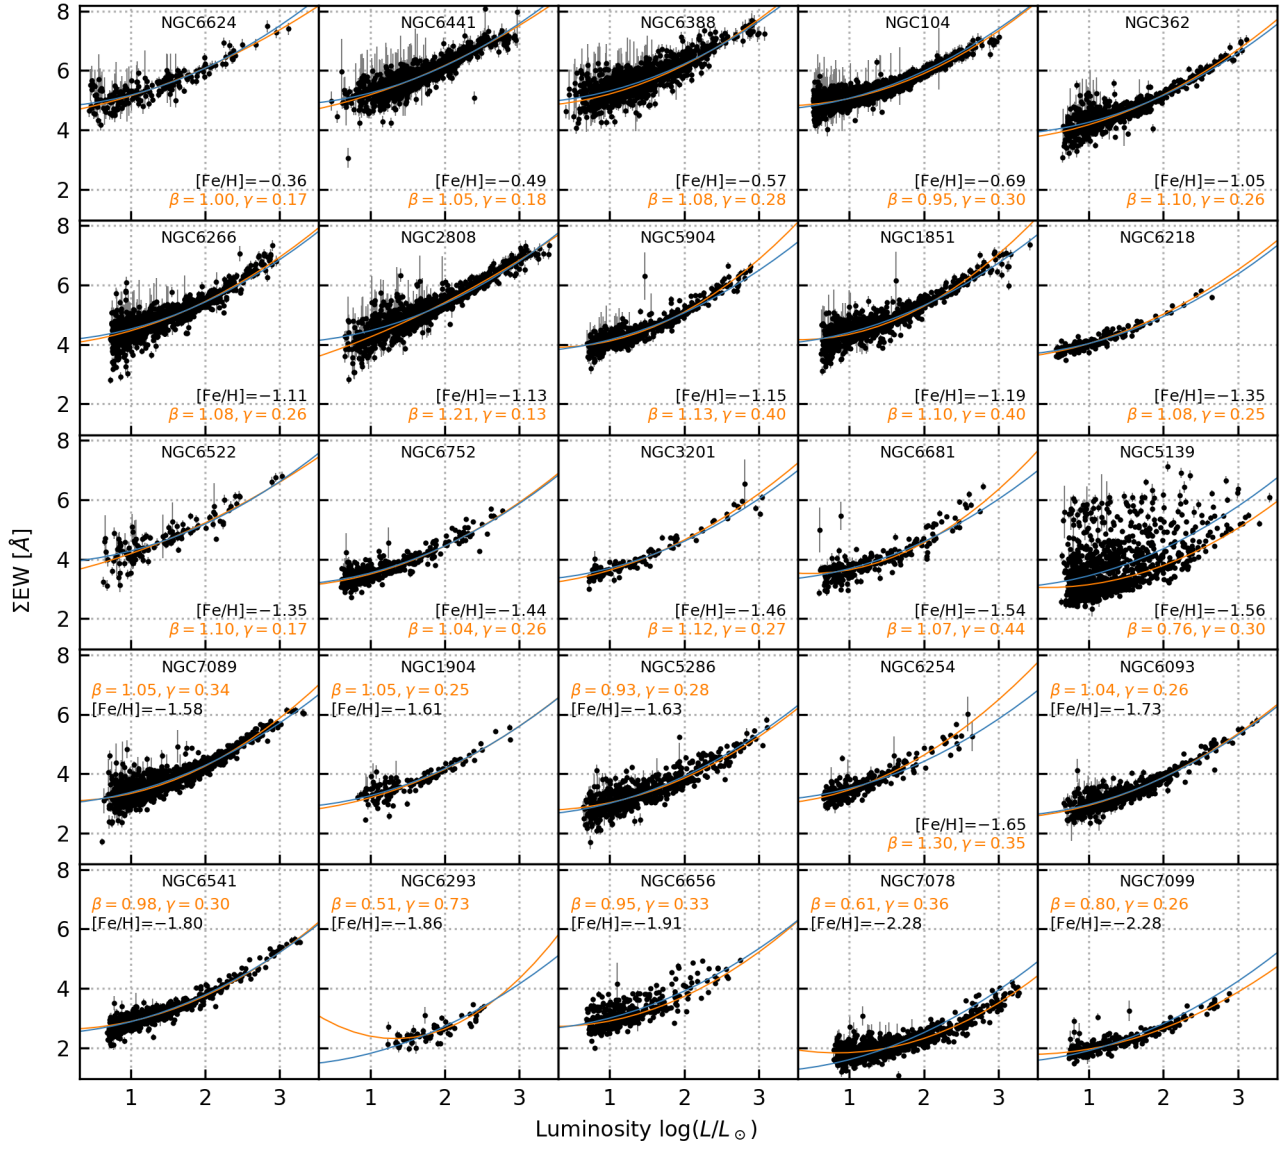 8
6
4
2
NGC6624
[Fe/H]=−0.36
β = 1.00, γ = 0.17
NGC6441
[Fe/H]=−0.49
β = 1.05, γ = 0.18
NGC6388
[Fe/H]=−0.57
β = 1.08, γ = 0.28
NGC104
[Fe/H]=−0.69
β = 0.95, γ = 0.30
NGC362
[Fe/H]=−1.05
β = 1.10, γ = 0.26
8
6
4
2
NGC6266
[Fe/H]=−1.11
β = 1.08, γ = 0.26
NGC2808
[Fe/H]=−1.13
β = 1.21, γ = 0.13
NGC5904
[Fe/H]=−1.15
β = 1.13, γ = 0.40
NGC1851
[Fe/H]=−1.19
β = 1.10, γ = 0.40
NGC6218
[Fe/H]=−1.35
β = 1.08, γ = 0.25
ΣEW [Å]
8
6
4
2
NGC6522
[Fe/H]=−1.35
β = 1.10, γ = 0.17
NGC6752
[Fe/H]=−1.44
β = 1.04, γ = 0.26
NGC3201
[Fe/H]=−1.46
β = 1.12, γ = 0.27
NGC6681
[Fe/H]=−1.54
β = 1.07, γ = 0.44
NGC5139
[Fe/H]=−1.56
β = 0.76, γ = 0.30
8
6
4
2
NGC7089
β = 1.05, γ = 0.34
[Fe/H]=−1.58
NGC1904
β = 1.05, γ = 0.25
[Fe/H]=−1.61
NGC5286
β = 0.93, γ = 0.28
[Fe/H]=−1.63
NGC6254
[Fe/H]=−1.65
β = 1.30, γ = 0.35
NGC6093
β = 1.04, γ = 0.26
[Fe/H]=−1.73
8
6
4
2
NGC6541
β = 0.98, γ = 0.30
[Fe/H]=−1.80
NGC6293
β = 0.51, γ = 0.73
[Fe/H]=−1.86
NGC6656
β = 0.95, γ = 0.33
[Fe/H]=−1.91
NGC7078
β = 0.61, γ = 0.36
[Fe/H]=−2.28
NGC7099
β = 0.80, γ = 0.26
[Fe/H]=−2.28
1 2 3 1 2 3 1 2 3 1 2 3 1 2 3
Luminosity log(L/L⊙)